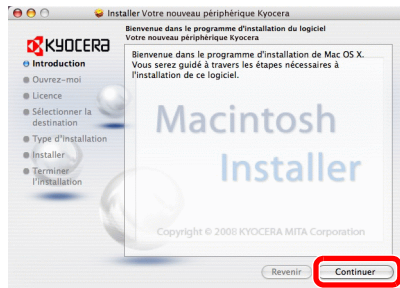 Installer Votre nouveau périphérique Kyocera
Bienvenue dans le programme d'installation du logiciel
Votre nouveau périphérique Kyocera
KYOCERA
Introduction
Ouvrez-moi
Licence
Sélectionner la
destination
Type d'installation
Installer
Terminer
l'installation
Bienvenue dans le programme d'installation de Mac OS X.
Vous serez guidé à travers les étapes nécessaires à
l'installation de ce logiciel.
Macintosh
Installer
Copyright © 2008 KYOCERA MITA Corporation
Revenir
Continuer